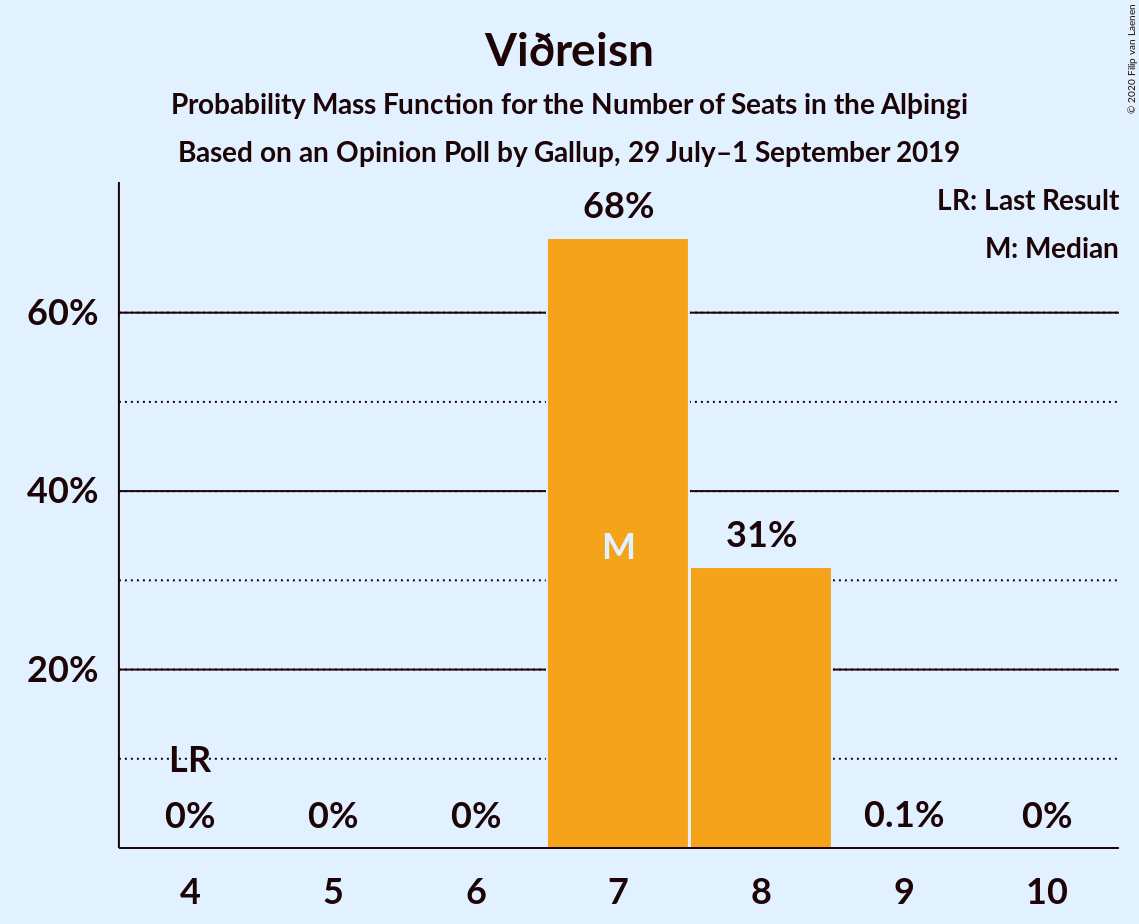 Viðreisn
Probability Mass Function for the Number of Seats in the Alþingi
Based on an Opinion Poll by Gallup, 29 July–1 September 2019
© 2020 Filip van Laenen
LR: Last Result
M: Median
68%
60%
40%
31%
M
20%
LR
0%
0%
0%
0.1%
0%
4
5
6
7
8
9
10